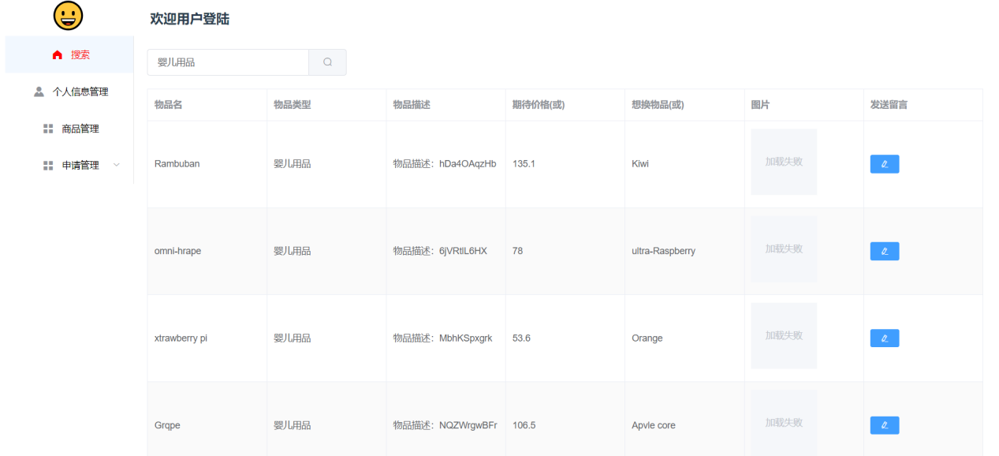 欢迎用户登陆
搜索
个人信息管理
商品管理
申请管理
婴儿用品
物品名 物品类型 物品描述 期待价格(或) 想换物品(或) 图片 发送留言
Rambuban 婴儿用品 物品描述：hDa4OAqzHb 135.1 Kiwi 加载失败
omni-hrape 婴儿用品 物品描述：6jVRtlL6HX 78 ultra-Raspberry 加载失败
xtrawberry pi 婴儿用品 物品描述：MbhKSpxgrk 53.6 Orange 加载失败
Grqpe 婴儿用品 物品描述：NQZWrgwBFr 106.5 Apvle core 加载失败